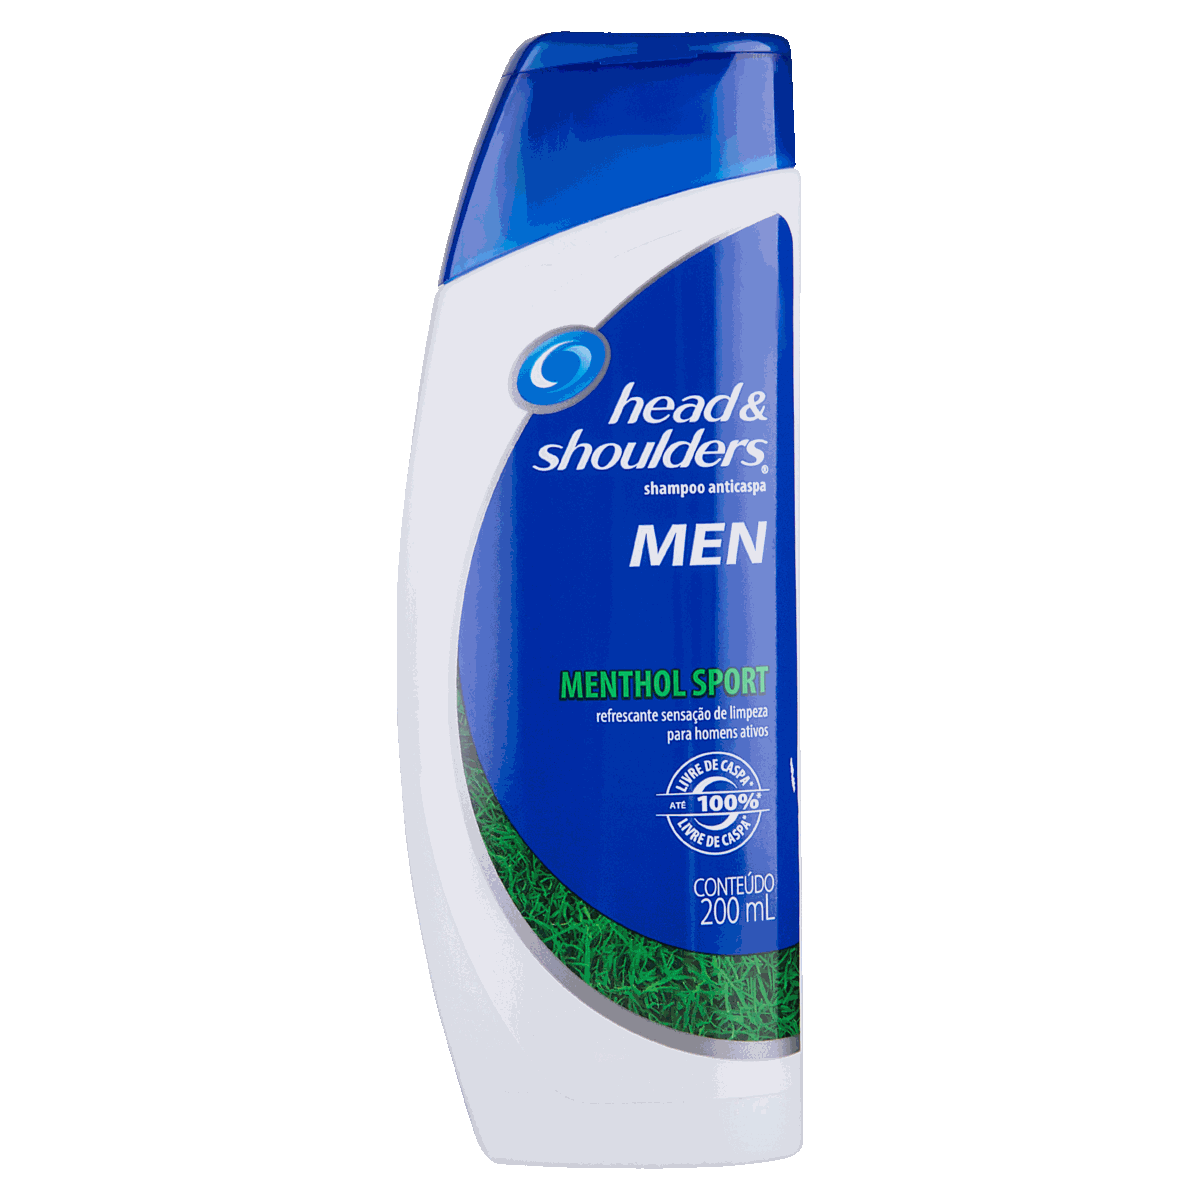 head &
shoulders®
shampoo anticaspa
MEN
MENTHOL SPORT
refrescante sensação de limpeza
para homens ativos
LIVRE DE CASPA*
ATÉ 100%*
LIVRE DE CASPA*
CONTEÚDO
200 mL